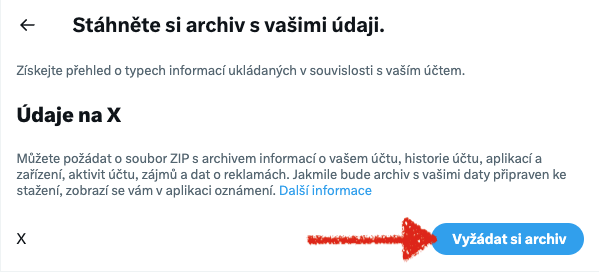 Stáhněte si archiv s vašimi údaji.
Získejte přehled o typech informací ukládaných v souvislosti s vaším účtem.
Údaje na X
Můžete požádat o soubor ZIP s archivem informací o vašem účtu, historie účtu, aplikací a
zařízení, aktivit účtu, zájmů a dat o reklamách. Jakmile bude archiv s vašimi daty připraven ke
stažení, zobrazí se vám v aplikaci oznámení. Další informace
X
Vyžádat si archiv